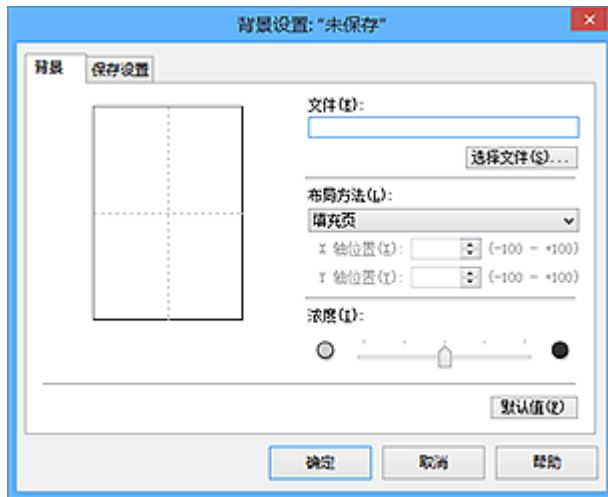 背景设置: "未保存"
背景 保存设置
文件(E):
选择文件(S)...
布局方法(L):
填充页
X 轴位置(X): (-100 - +100)
Y 轴位置(Y): (-100 - +100)
浓度(I):
默认值(Z)
确定 取消 帮助